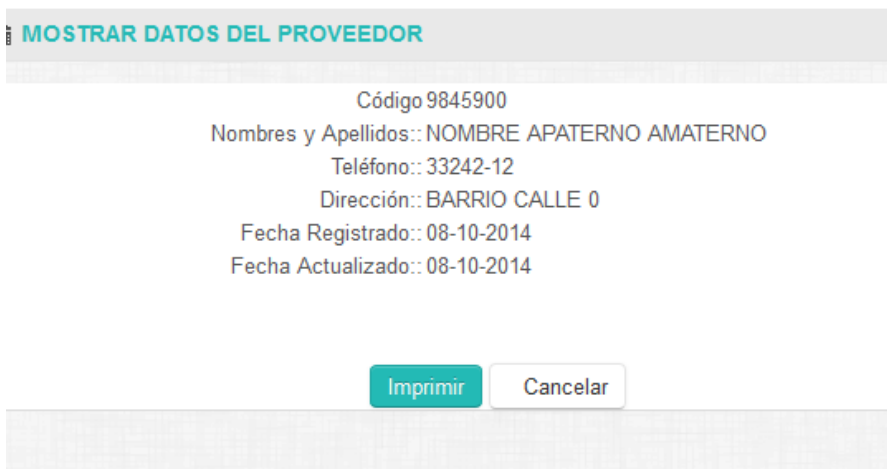 MOSTRAR DATOS DEL PROVEEDOR
Código 9845900
Nombres y Apellidos:: NOMBRE APATERNO AMATERNO
Teléfono:: 33242-12
Dirección:: BARRIO CALLE 0
Fecha Registrado:: 08-10-2014
Fecha Actualizado:: 08-10-2014
Imprimir Cancelar